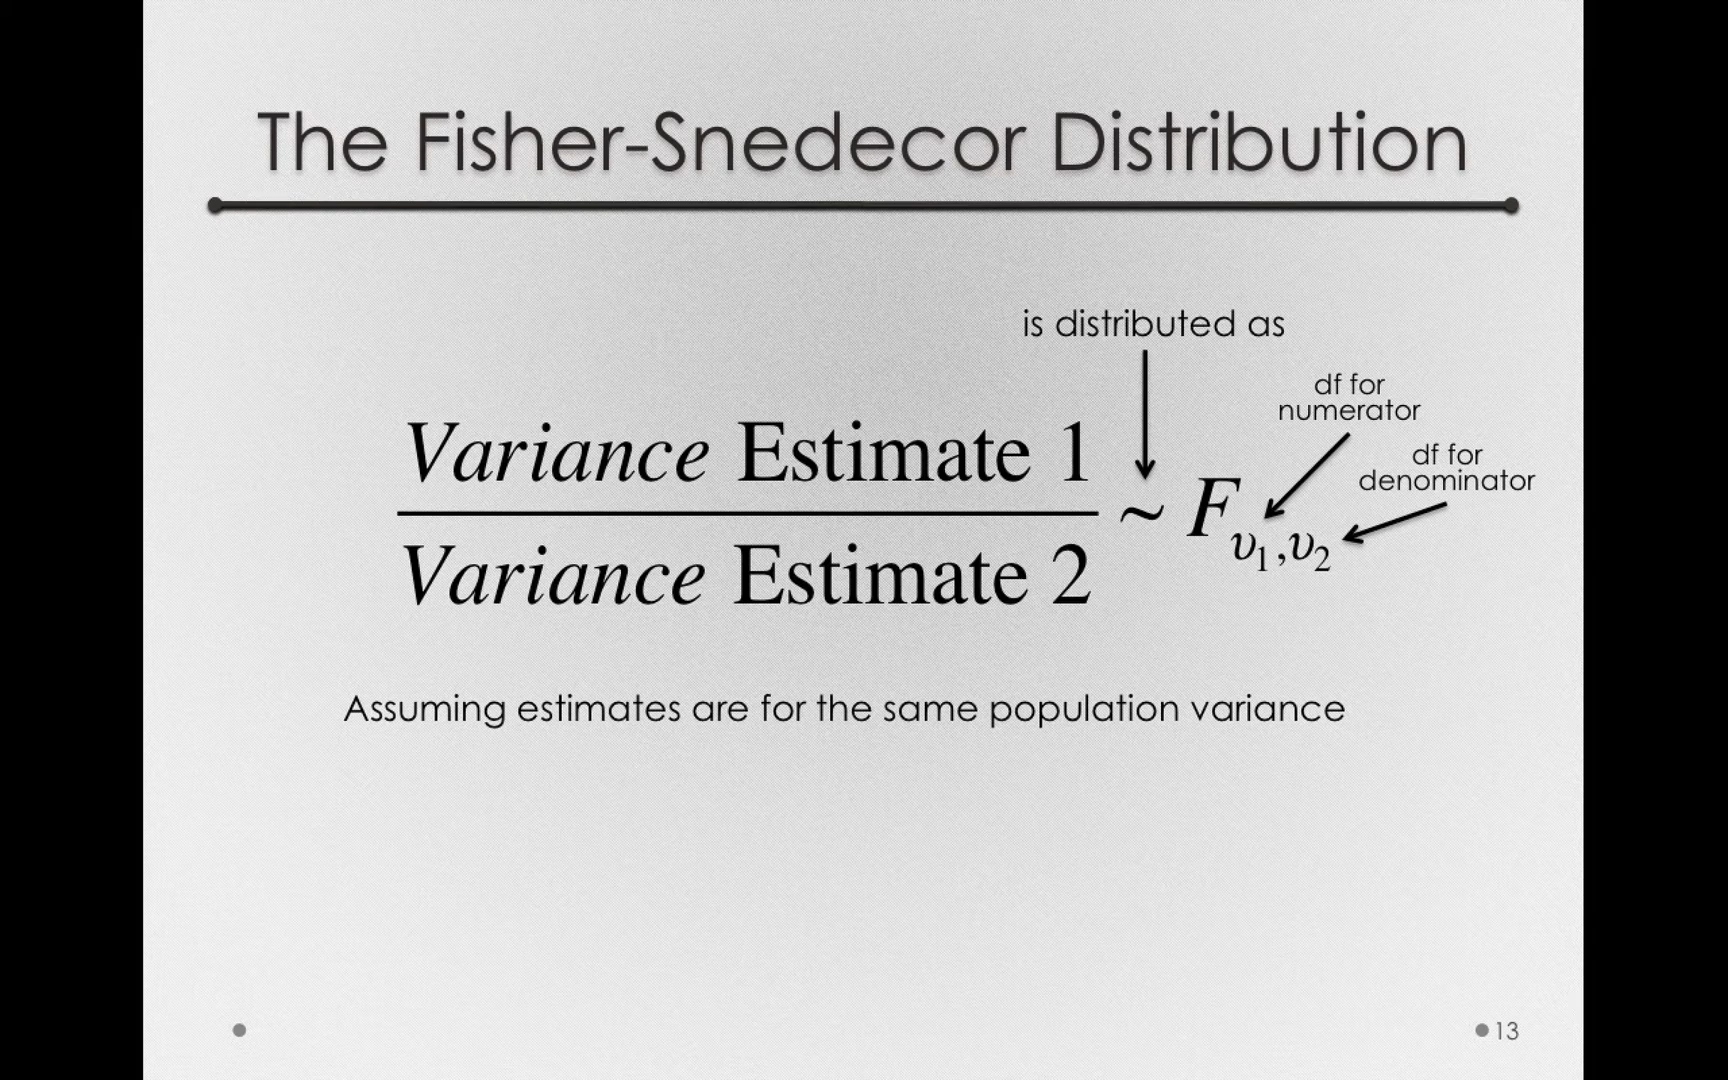 The Fisher-Snedecor Distribution
is distributed as
df for
numerator
df for
denominator
Variance Estimate 1
Variance Estimate 2
~ F υ1,υ2
Assuming estimates are for the same population variance
13